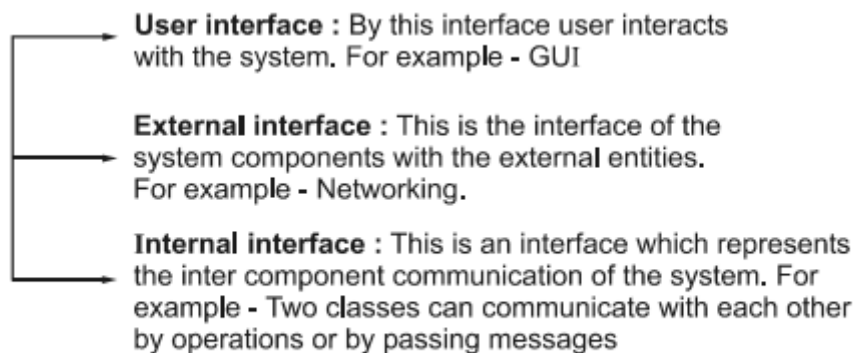 User interface : By this interface user interacts
with the system. For example - GUI
External interface : This is the interface of the
system components with the external entities.
For example - Networking.
Internal interface : This is an interface which represents
the inter component communication of the system. For
example - Two classes can communicate with each other
by operations or by passing messages